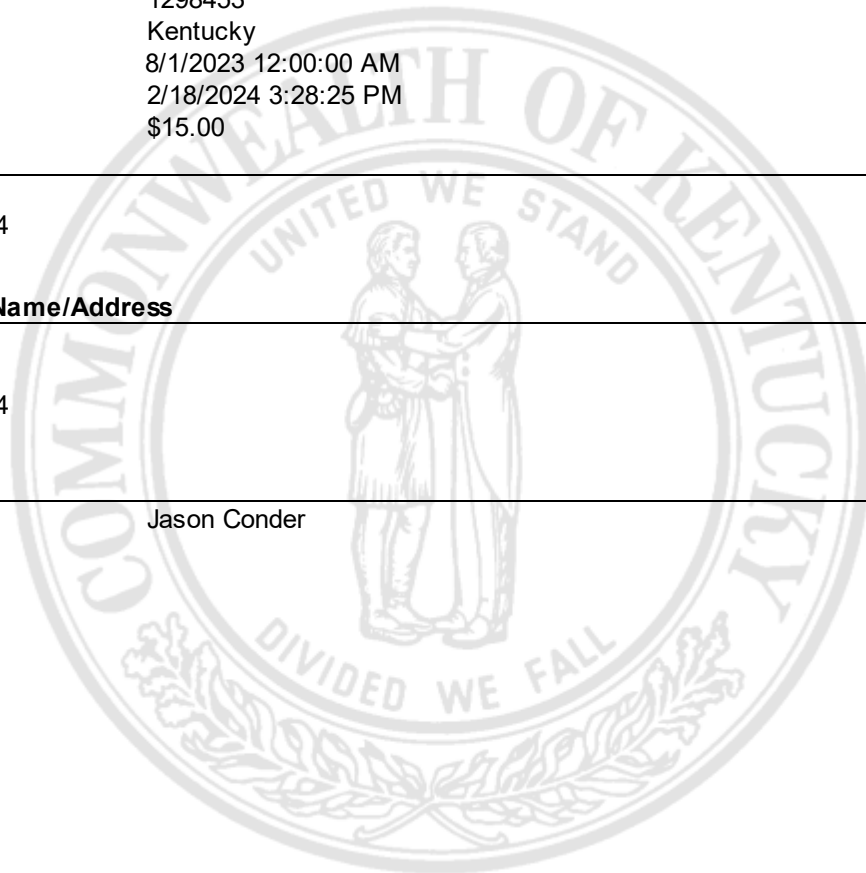 Kentucky
8/1/2023 12:00:00 AM
2/18/2024 3:28:25 PM
$15.00
4
Name/Address
4
Jason Conder
COMMONWEALTH OF KENTUCKY
UNITED WE STAND
DIVIDED WE FALL